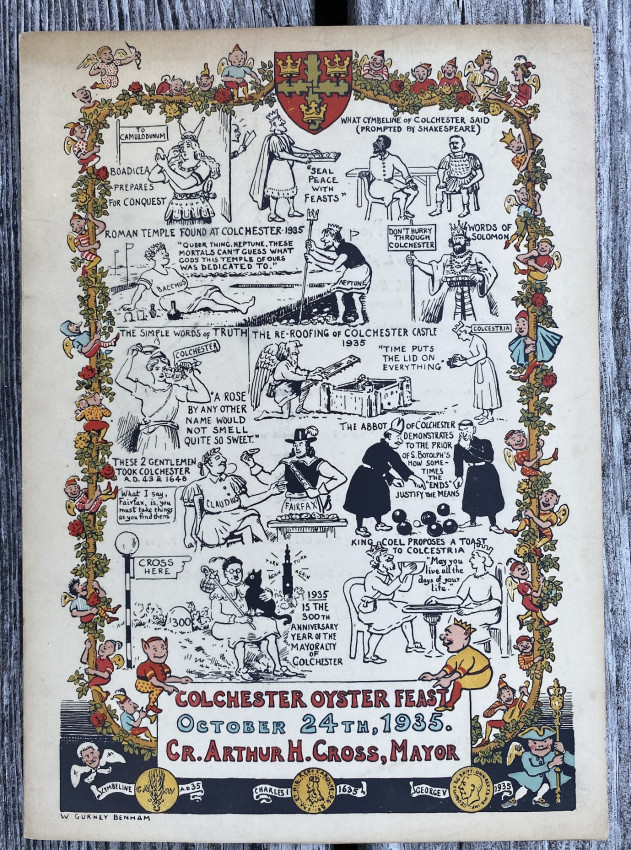 TO
CAMULODUNUM
BOADICEA
PREPARES
FOR CONQUEST
"SEAL
PEACE
WITH
FEASTS"
WHAT CYMBELINE OF COLCHESTER SAID
(PROMPTED BY SHAKESPEARE)
ROMAN TEMPLE FOUND AT COLCHESTER·1935
"QUEER THING, NEPTUNE, THESE
MORTALS CAN'T GUESS WHAT
GODS THIS TEMPLE OF OURS
WAS DEDICATED TO."
BACCHUS
NEPTUNE
DON'T BURRY
THROUGH
COLCHESTER
WORDS OF
SOLOMON
THE SIMPLE WORDS OF TRUTH
COLCHESTER
"A ROSE
BY ANY OTHER
NAME WOULD
NOT SMELL
QUITE SO SWEET."
THE RE-ROOFING OF COLCHESTER CASTLE
1935
"TIME PUTS
THE LID ON
EVERYTHING"
COLCESTRIA
THESE 2 GENTLEMEN
TOOK COLCHESTER
A.D. 43 & 1648
What I say,
Fairfax, is, you
must take things
as you find them
CLAUDIUS
FAIRFAX
THE ABBOT OF COLCHESTER
DEMONSTRATES
TO THE PRIOR
OF S. BOTOLPH'S
HOW SOME-
TIMES
THE
"ENDS"
JUSTIFY THE MEANS
CROSS
HERE
300
TURN
AGAIN
1935
IS THE
300TH
ANNIVERSARY
YEAR OF THE
MAYORALTY
OF
COLCHESTER
KING COEL PROPOSES A TOAST
TO COLCESTRIA
"May you
live all the
days of your
life."
COLCHESTER OYSTER FEAST
OCTOBER 24TH, 1935.
CR. ARTHUR H. CROSS, MAYOR
CYMBELINE
CAMV
A.D. 35
CHARLES I
1635
GEORGE V
1935
W GURNEY BENHAM